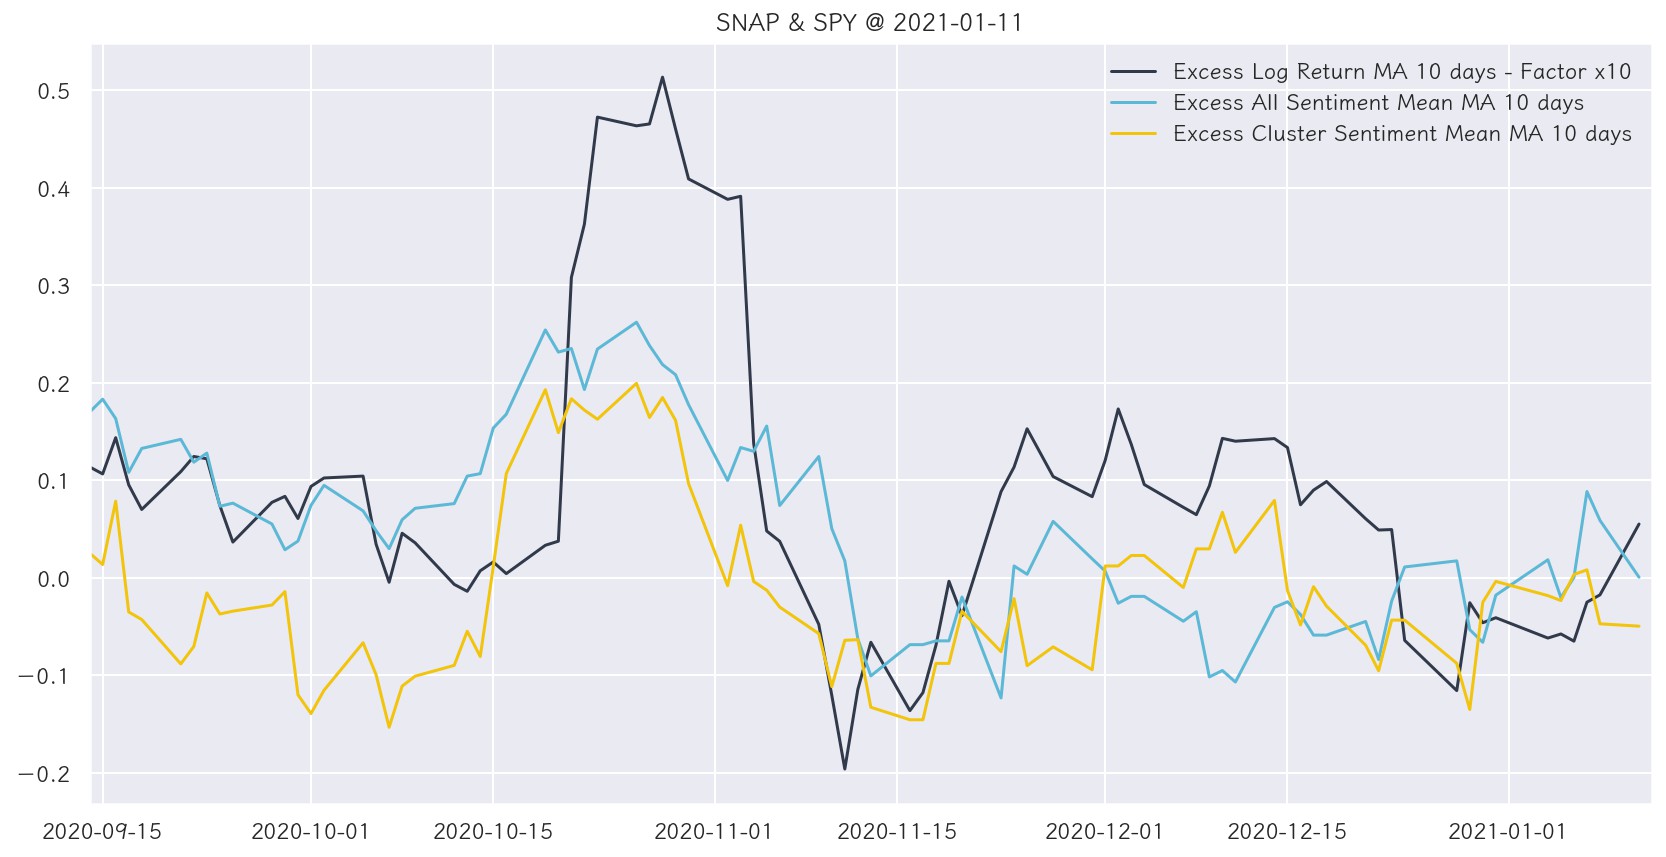 SNAP & SPY @ 2021-01-11
Excess Log Return MA 10 days - Factor x10
Excess All Sentiment Mean MA 10 days
Excess Cluster Sentiment Mean MA 10 days
0.5
0.4
0.3
0.2
0.1
0.0
−0.1
−0.2
2020-09-15 2020-10-01 2020-10-15 2020-11-01 2020-11-15 2020-12-01 2020-12-15 2021-01-01